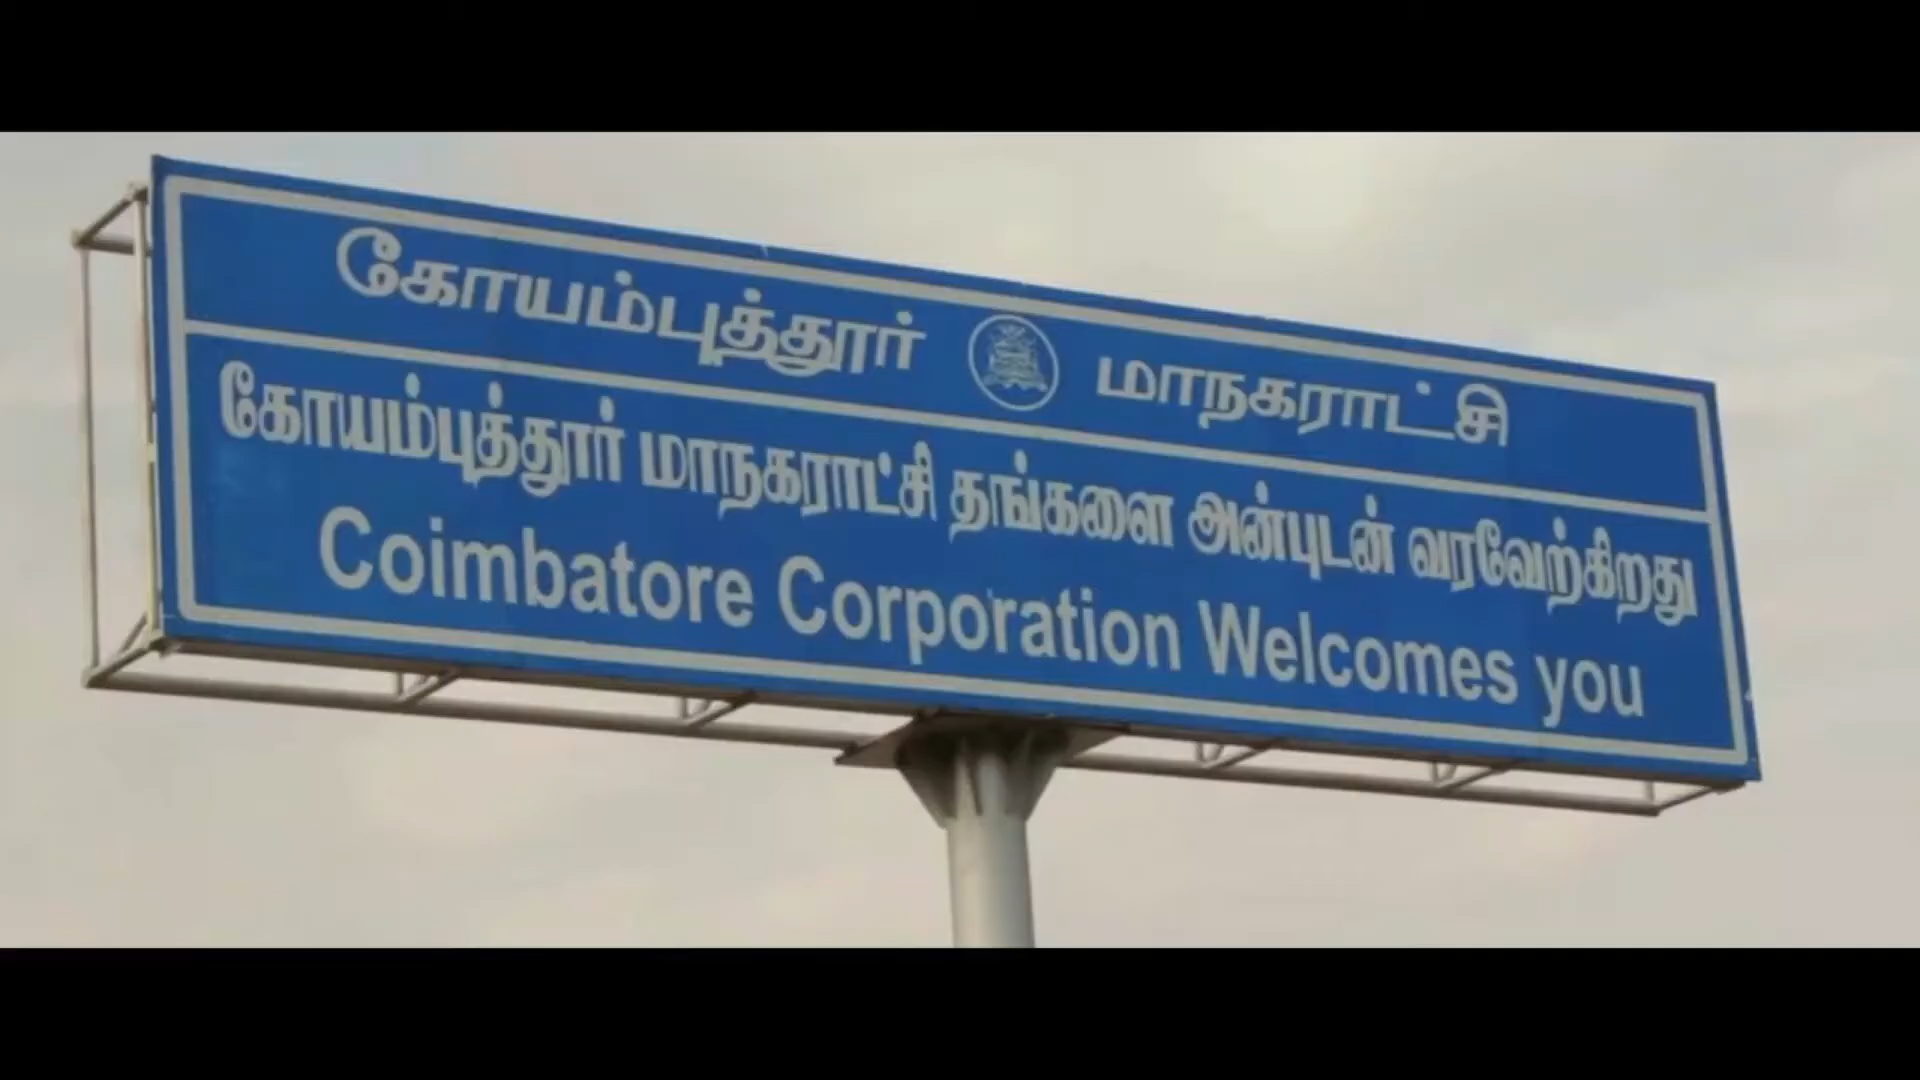 கோயம்புத்தூர் மாநகராட்சி
கோயம்புத்தூர் மாநகராட்சி தங்களை அன்புடன் வரவேற்கிறது
Coimbatore Corporation Welcomes you